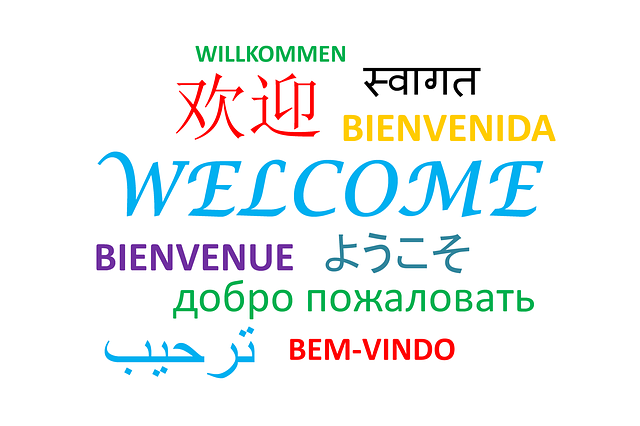 WILLKOMMEN
欢迎
स्वागत
BIENVENIDA
WELCOME
BIENVENUE
ようこそ
добро пожаловать
ترحيب
BEM-VINDO